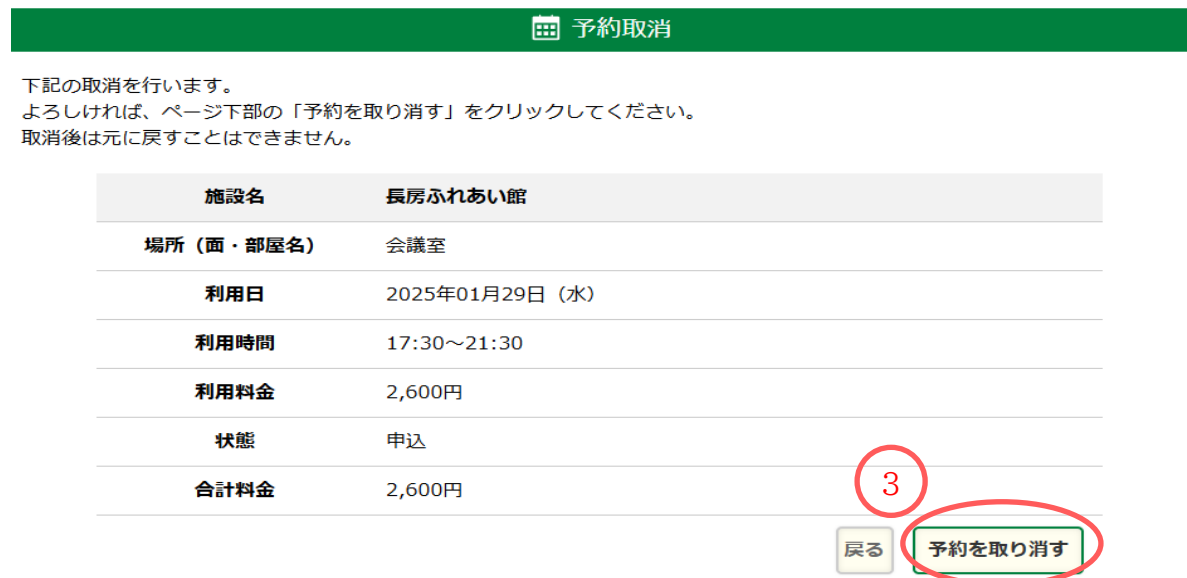 予約取消
下記の取消を行います。
よろしければ、ページ下部の「予約を取り消す」をクリックしてください。
取消後は元に戻すことはできません。
施設名 長房ふれあい館
場所（面・部屋名） 会議室
利用日 2025年01月29日（水）
利用時間 17:30～21:30
利用料金 2,600円
状態 申込
合計料金 2,600円
3
戻る 予約を取り消す